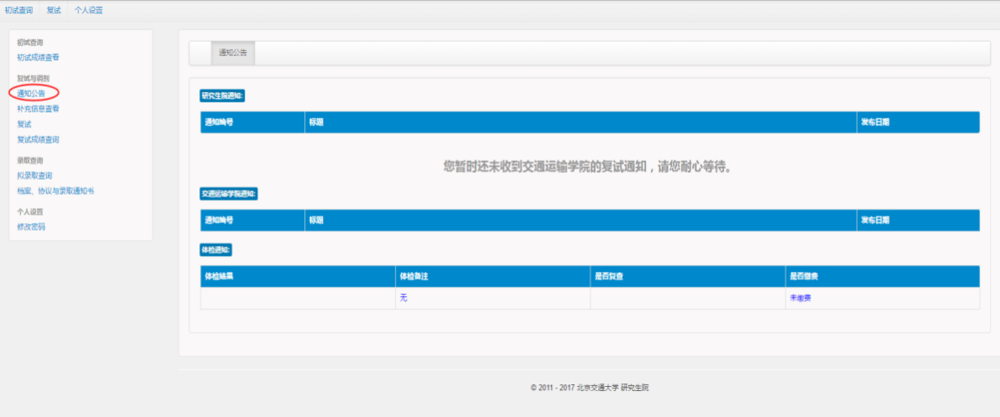 初试查询 复试 个人设置
初试查询
初试成绩查看
复试与调剂
通知公告
补充信息查看
复试
复试成绩查询
录取查询
拟录取查询
档案、协议与录取通知书
个人设置
修改密码
通知公告
研究生院通知:
通知编号 标题 发布日期
您暂时还未收到交通运输学院的复试通知，请您耐心等待。
交通运输学院通知:
通知编号 标题 发布日期
体检通知:
体检结果 体检备注 是否复查 是否缴费
无 未缴费
© 2011 - 2017 北京交通大学 研究生院